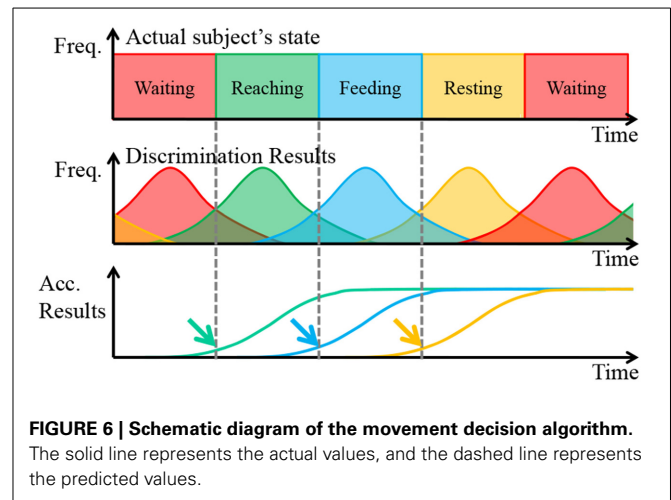 Freq.
Actual subject's state
Waiting
Reaching
Feeding
Resting
Waiting
Time
Freq.
Discrimination Results
Time
Acc.
Results
Time
FIGURE 6 | Schematic diagram of the movement decision algorithm.
The solid line represents the actual values, and the dashed line represents
the predicted values.